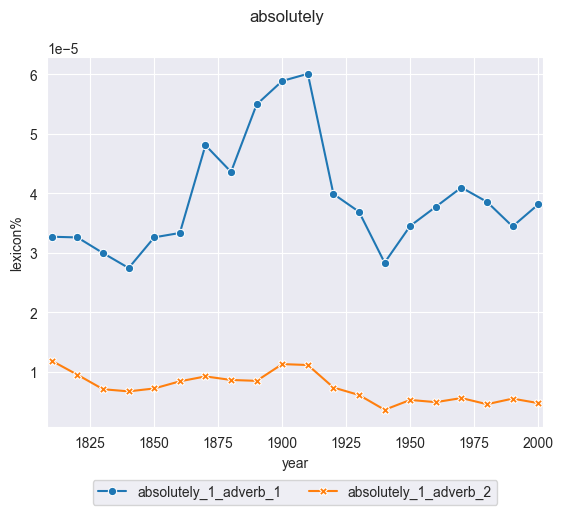 absolutely
1e−5
6
5
4
3
2
1
lexicon%
1825 1850 1875 1900 1925 1950 1975 2000
year
absolutely_1_adverb_1 absolutely_1_adverb_2